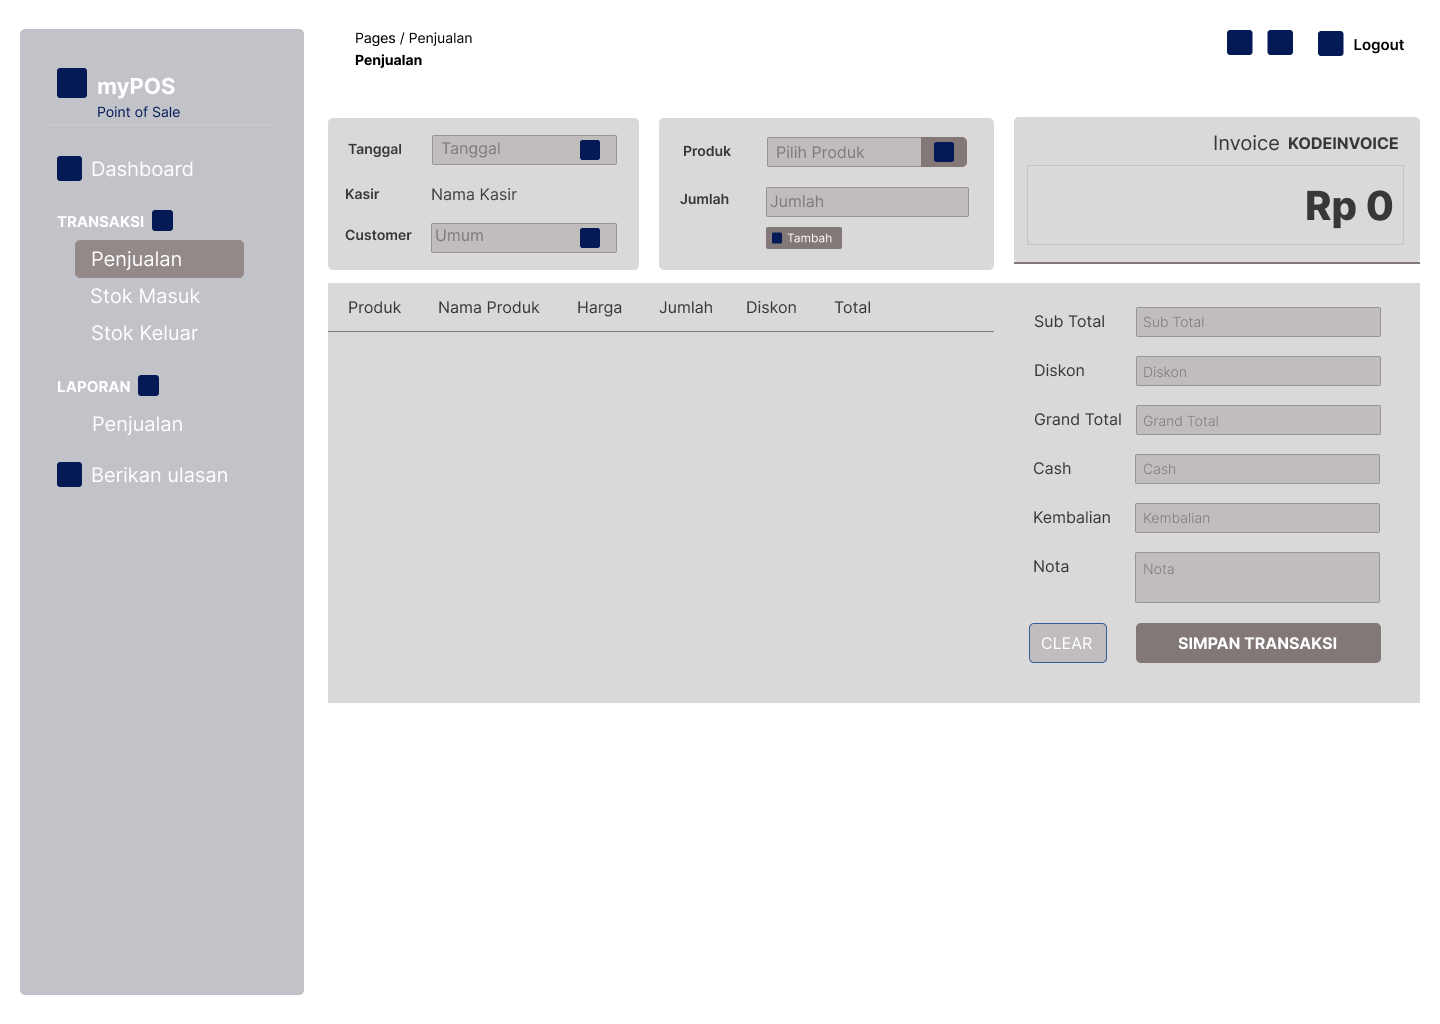 myPOS
Point of Sale
Dashboard
TRANSAKSI
Penjualan
Stok Masuk
Stok Keluar
LAPORAN
Penjualan
Berikan ulasan
Pages / Penjualan
Penjualan
Logout
Tanggal Tanggal
Kasir Nama Kasir
Customer Umum
Produk Pilih Produk
Jumlah Jumlah
Tambah
Invoice KODEINVOICE
Rp 0
Produk Nama Produk Harga Jumlah Diskon Total
Sub Total Sub Total
Diskon Diskon
Grand Total Grand Total
Cash Cash
Kembalian Kembalian
Nota Nota
CLEAR SIMPAN TRANSAKSI